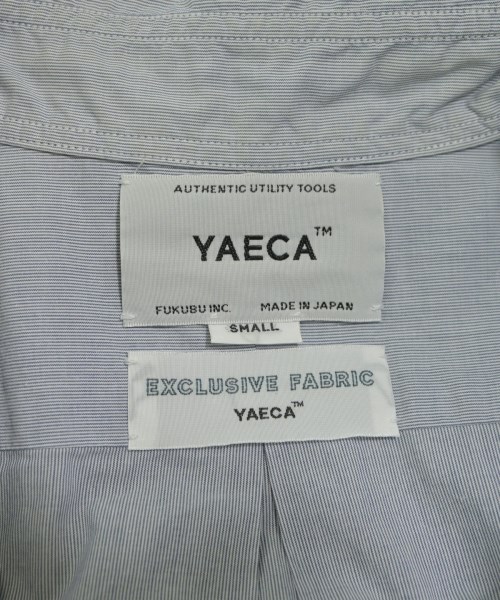 AUTHENTIC UTILITY TOOLS
YAECA™
FUKUBU INC. MADE IN JAPAN
SMALL
EXCLUSIVE FABRIC
YAECA™